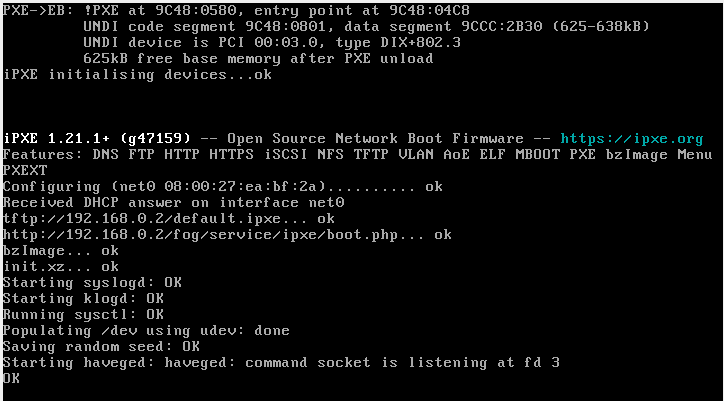 PXE->EB: !PXE at 9C48:0580, entry point at 9C48:04C8
UNDI code segment 9C48:0801, data segment 9CCC:2B30 (625-638kB)
UNDI device is PCI 00:03.0, type DIX+802.3
625kB free base memory after PXE unload
iPXE initialising devices...ok
iPXE 1.21.1+ (g47159) -- Open Source Network Boot Firmware -- https://ipxe.org
Features: DNS FTP HTTP HTTPS iSCSI NFS TFTP VLAN AoE ELF MBOOT PXE bzImage Menu
PXEXT
Configuring (net0 08:00:27:ea:bf:2a).......... ok
Received DHCP answer on interface net0
tftp://192.168.0.2/default.ipxe... ok
http://192.168.0.2/fog/service/ipxe/boot.php... ok
bzImage... ok
init.xz... ok
Starting syslogd: OK
Starting klogd: OK
Running sysctl: OK
Populating /dev using udev: done
Saving random seed: OK
Starting haveged: haveged: command socket is listening at fd 3
OK